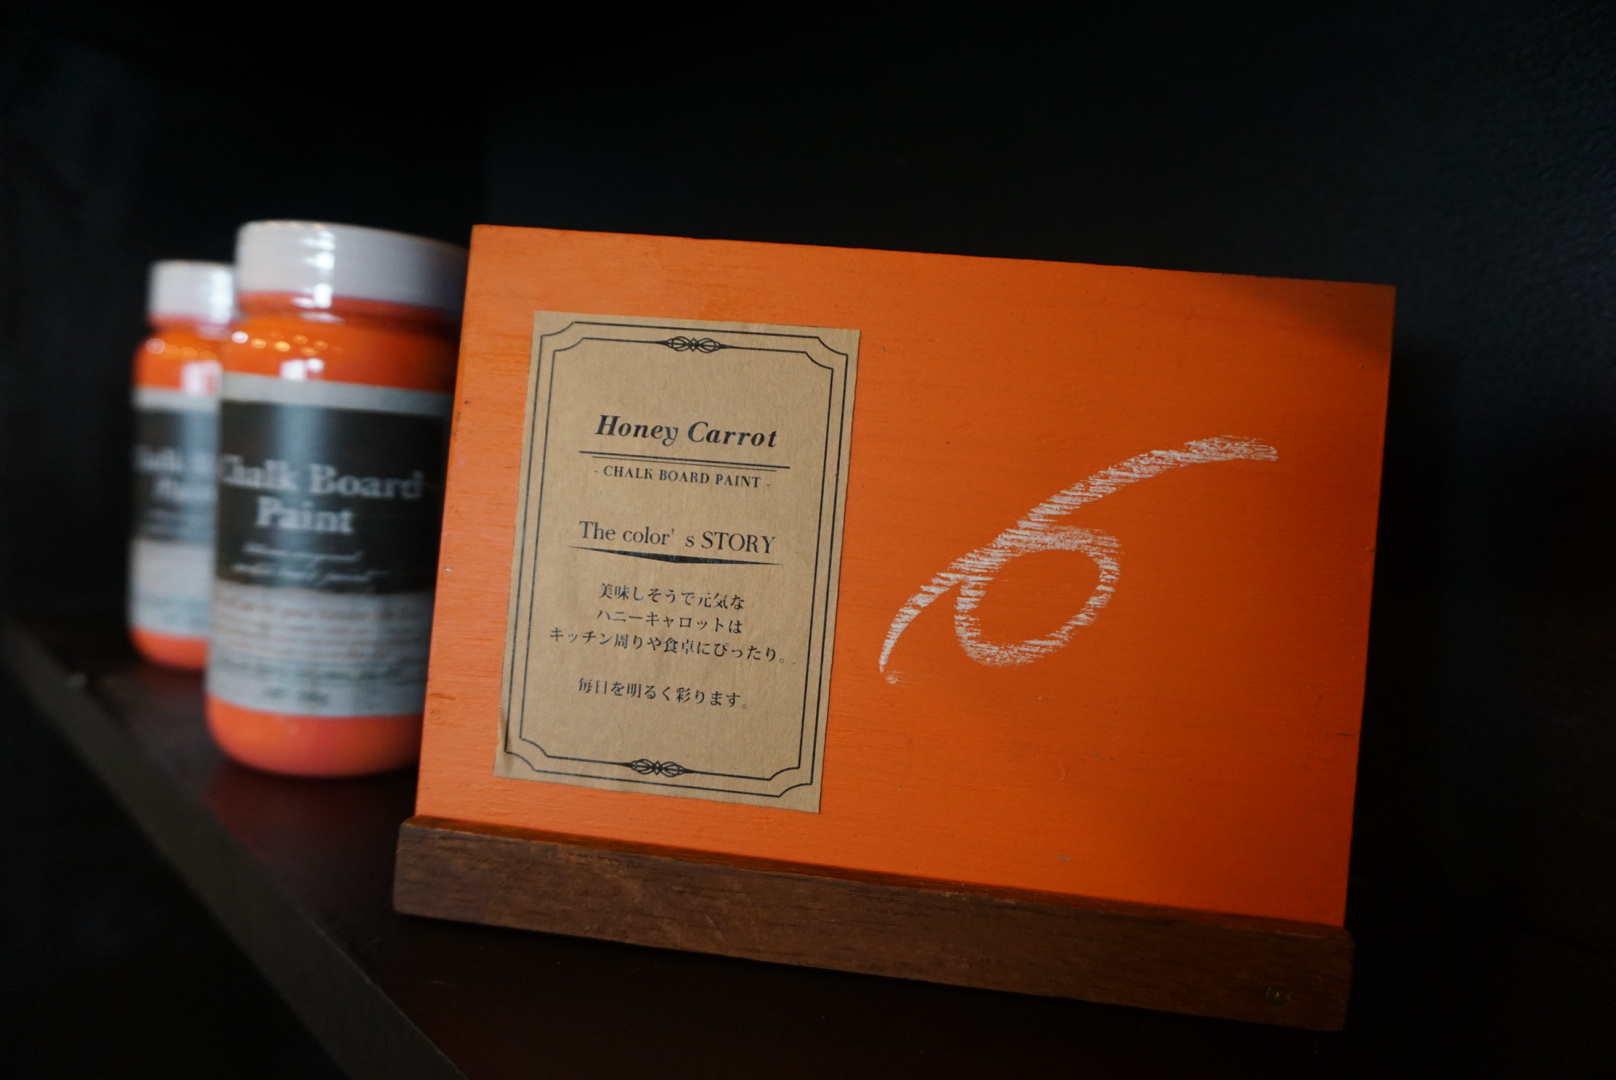 Honey Carrot
- CHALK BOARD PAINT -
The color's STORY
美味しそうで元気な
ハニーキャロットは
キッチン周りや食卓にぴったり。
毎日を明るく彩ります。
Chalk Board
Paint